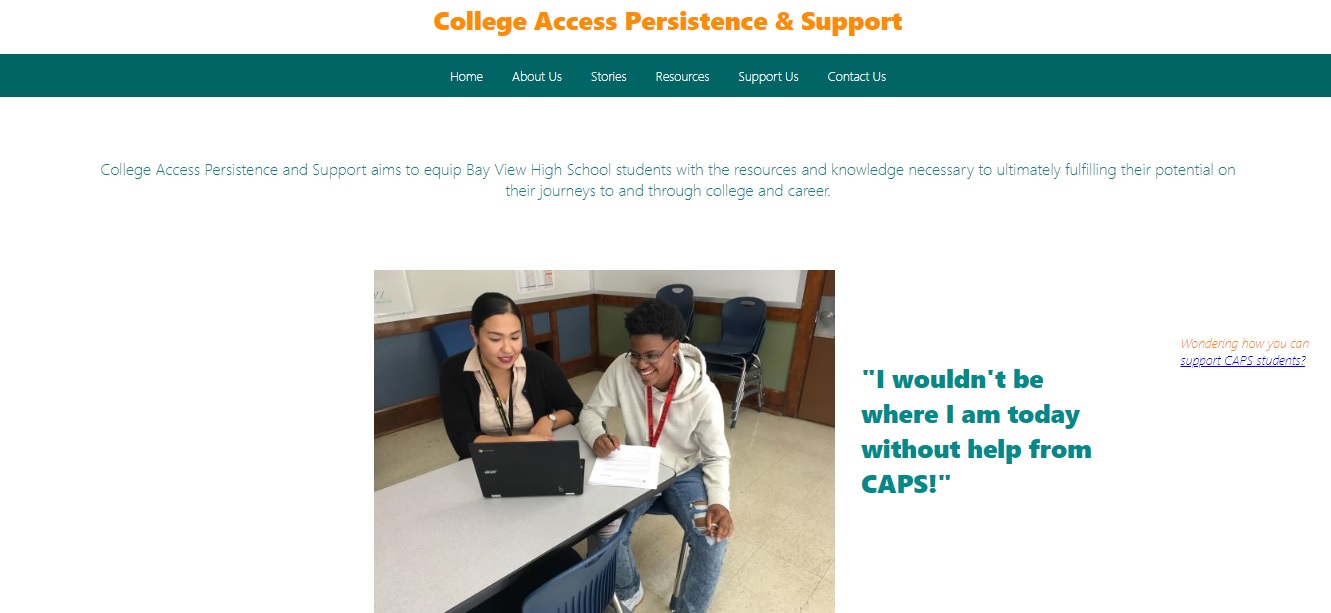 College Access Persistence & Support
Home About Us Stories Resources Support Us Contact Us
College Access Persistence and Support aims to equip Bay View High School students with the resources and knowledge necessary to ultimately fulfilling their potential on
their journeys to and through college and career.
Wondering how you can
support CAPS students?
"I wouldn't be
where I am today
without help from
CAPS!"
acer